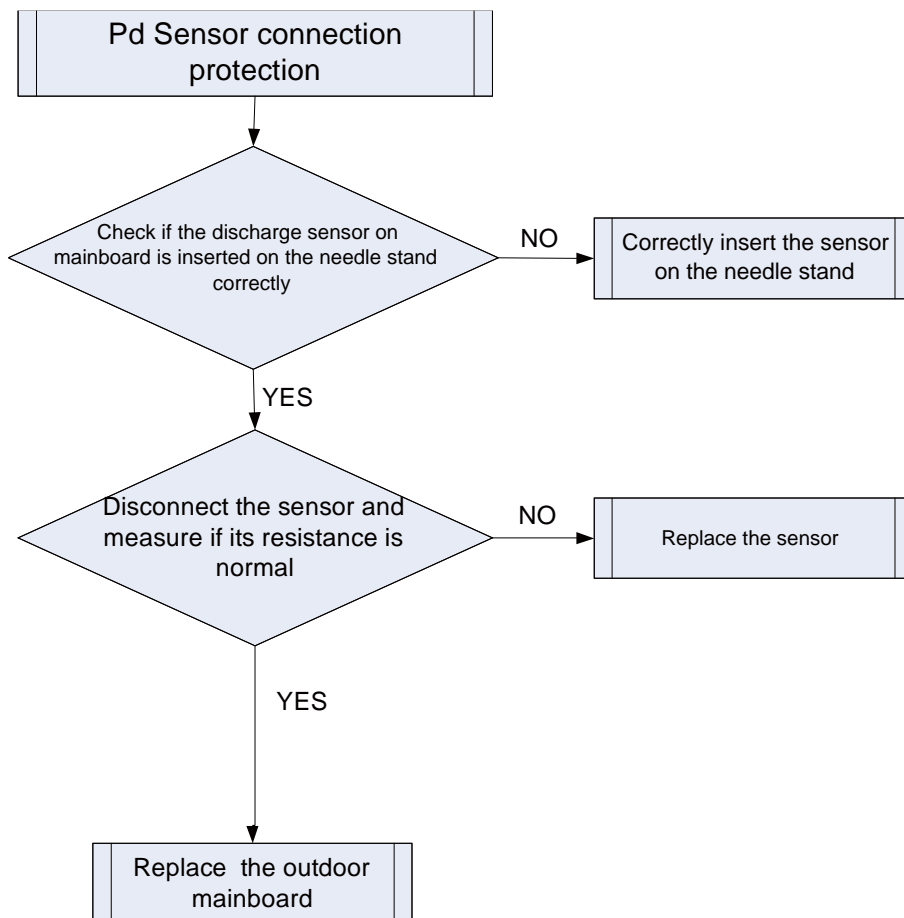 Pd Sensor connection
protection
Check if the discharge sensor on
mainboard is inserted on the needle stand
correctly
NO
Correctly insert the sensor
on the needle stand
YES
Disconnect the sensor and
measure if its resistance is
normal
NO
Replace the sensor
YES
Replace the outdoor
mainboard